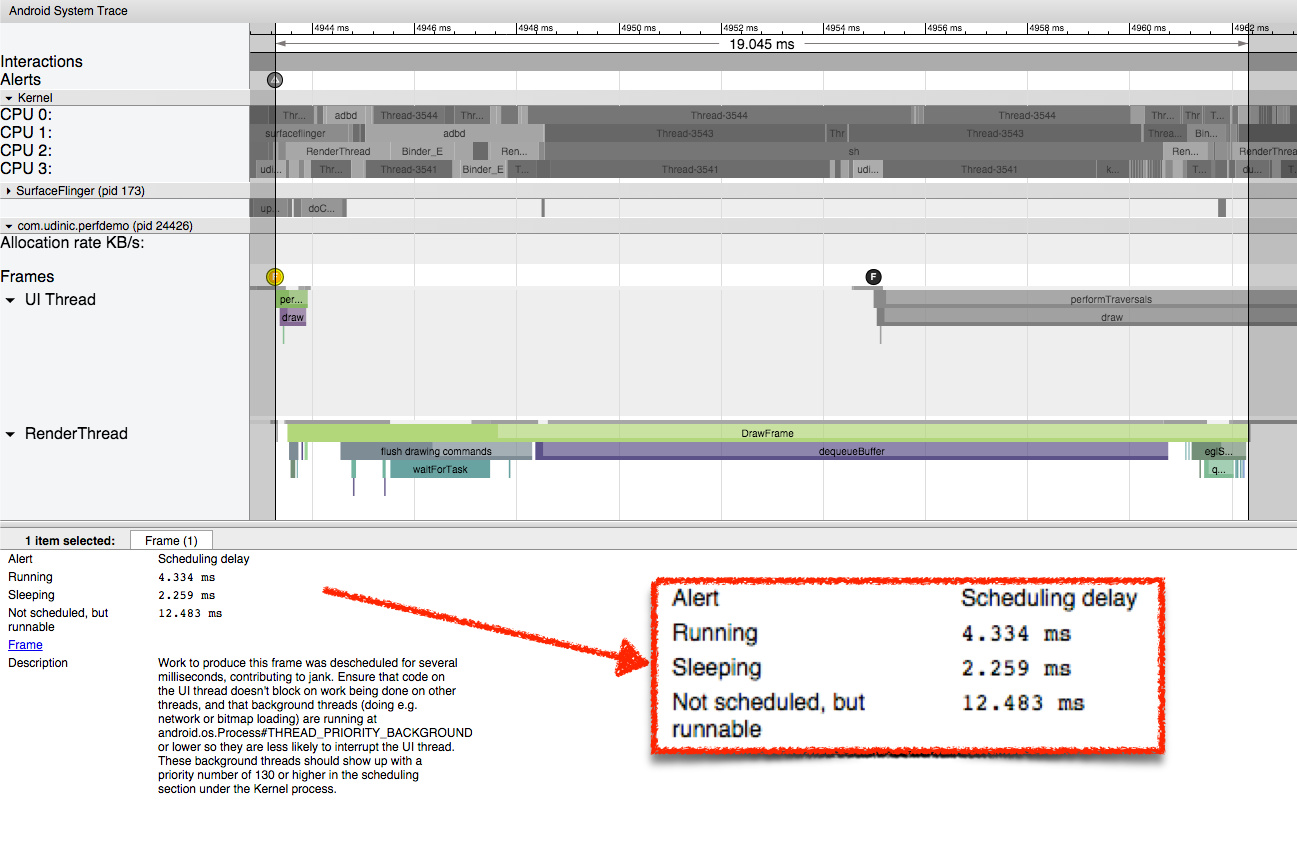 Android System Trace
4944 ms 4946 ms 4948 ms 4950 ms 4952 ms 4954 ms 4956 ms 4958 ms 4960 ms 4962 ms
19.045 ms
Interactions
Alerts
Kernel
CPU 0: Thr... adbd Thread-3544 Thr... Thread-3544 Thread-3544 Thr... Thr T...
CPU 1: surfaceflinger adbd Thread-3543 Thr Thread-3543 Threa... Bin...
CPU 2: RenderThread Binder_E Ren... sh Ren... RenderThrea
CPU 3: udi... Thr... Thread-3541 Binder_E T... Thread-3541 udi... Thread-3541 k... T... du... T.
SurfaceFlinger (pid 173)
up... doC...
com.udinic.perfdemo (pid 24426)
Allocation rate KB/s:
Frames F
UI Thread per... performTraversals
draw draw
RenderThread DrawFrame
flush drawing commands dequeueBuffer eglS...
waitForTask q...
1 item selected: Frame (1)
Alert Scheduling delay
Running 4.334 ms
Sleeping 2.259 ms
Not scheduled, but 12.483 ms
runnable
Frame
Description Work to produce this frame was descheduled for several
milliseconds, contributing to jank. Ensure that code on
the UI thread doesn't block on work being done on other
threads, and that background threads (doing e.g.
network or bitmap loading) are running at
android.os.Process#THREAD_PRIORITY_BACKGROUND
or lower so they are less likely to interrupt the UI thread.
These background threads should show up with a
priority number of 130 or higher in the scheduling
section under the Kernel process.
Alert Scheduling delay
Running 4.334 ms
Sleeping 2.259 ms
Not scheduled, but 12.483 ms
runnable